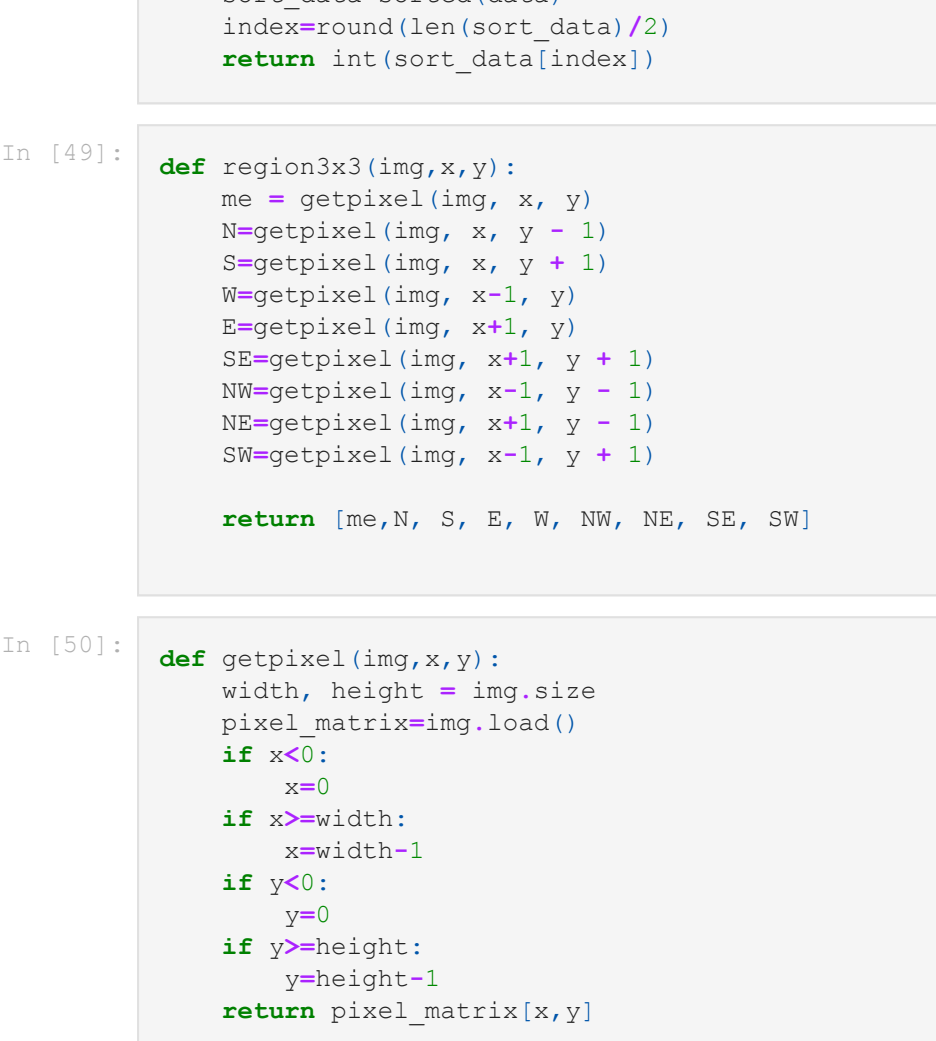 sort_data=sorted(data)
    index=round(len(sort_data)/2)
    return int(sort_data[index])
In [49]:
def region3x3(img,x,y):
    me = getpixel(img, x, y)
    N=getpixel(img, x, y - 1)
    S=getpixel(img, x, y + 1)
    W=getpixel(img, x-1, y)
    E=getpixel(img, x+1, y)
    SE=getpixel(img, x+1, y + 1)
    NW=getpixel(img, x-1, y - 1)
    NE=getpixel(img, x+1, y - 1)
    SW=getpixel(img, x-1, y + 1)
    return [me,N, S, E, W, NW, NE, SE, SW]
In [50]:
def getpixel(img,x,y):
    width, height = img.size
    pixel_matrix=img.load()
    if x<0:
        x=0
    if x>=width:
        x=width-1
    if y<0:
        y=0
    if y>=height:
        y=height-1
    return pixel_matrix[x,y]